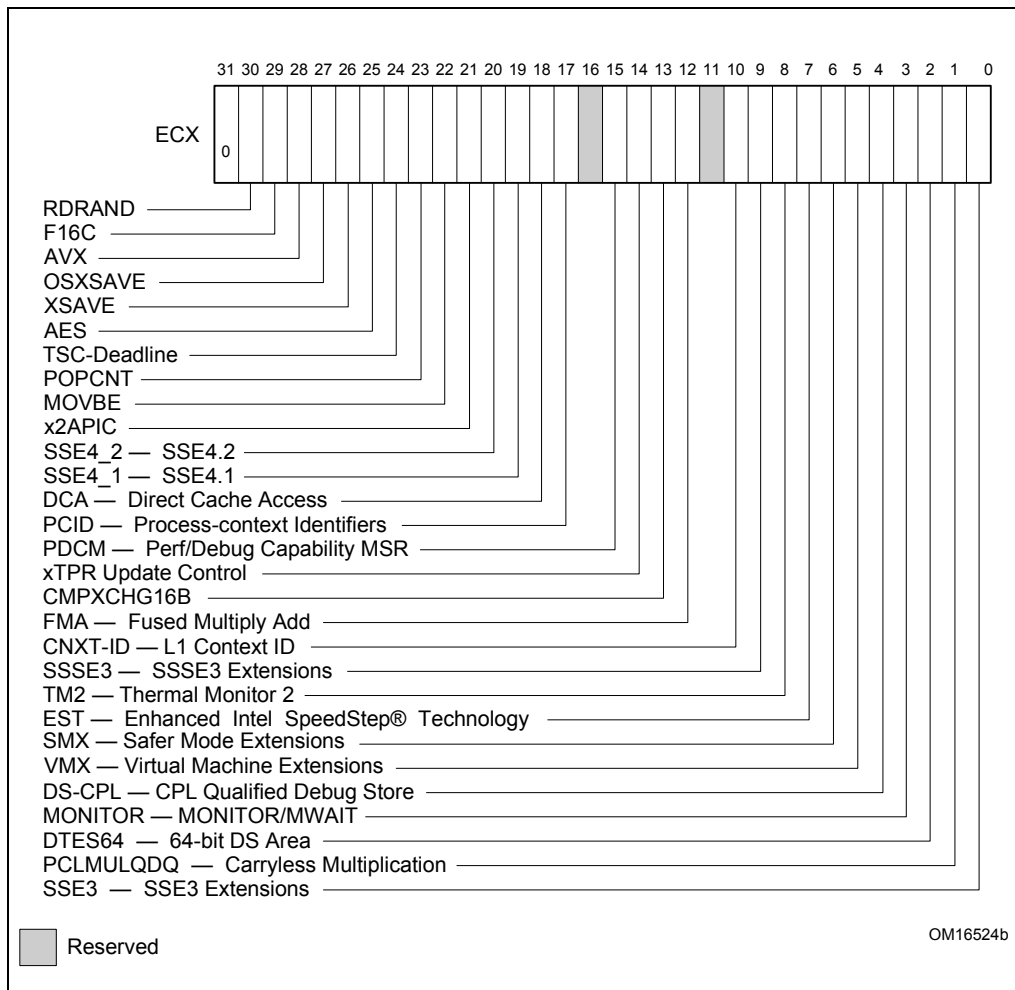 31 30 29 28 27 26 25 24 23 22 21 20 19 18 17 16 15 14 13 12 11 10 9 8 7 6 5 4 3 2 1 0
ECX
0
RDRAND
F16C
AVX
OSXSAVE
XSAVE
AES
TSC-Deadline
POPCNT
MOVBE
x2APIC
SSE4_2 — SSE4.2
SSE4_1 — SSE4.1
DCA — Direct Cache Access
PCID — Process-context Identifiers
PDCM — Perf/Debug Capability MSR
xTPR Update Control
CMPXCHG16B
FMA — Fused Multiply Add
CNXT-ID — L1 Context ID
SSSE3 — SSSE3 Extensions
TM2 — Thermal Monitor 2
EST — Enhanced Intel SpeedStep® Technology
SMX — Safer Mode Extensions
VMX — Virtual Machine Extensions
DS-CPL — CPL Qualified Debug Store
MONITOR — MONITOR/MWAIT
DTES64 — 64-bit DS Area
PCLMULQDQ — Carryless Multiplication
SSE3 — SSE3 Extensions
Reserved
OM16524b